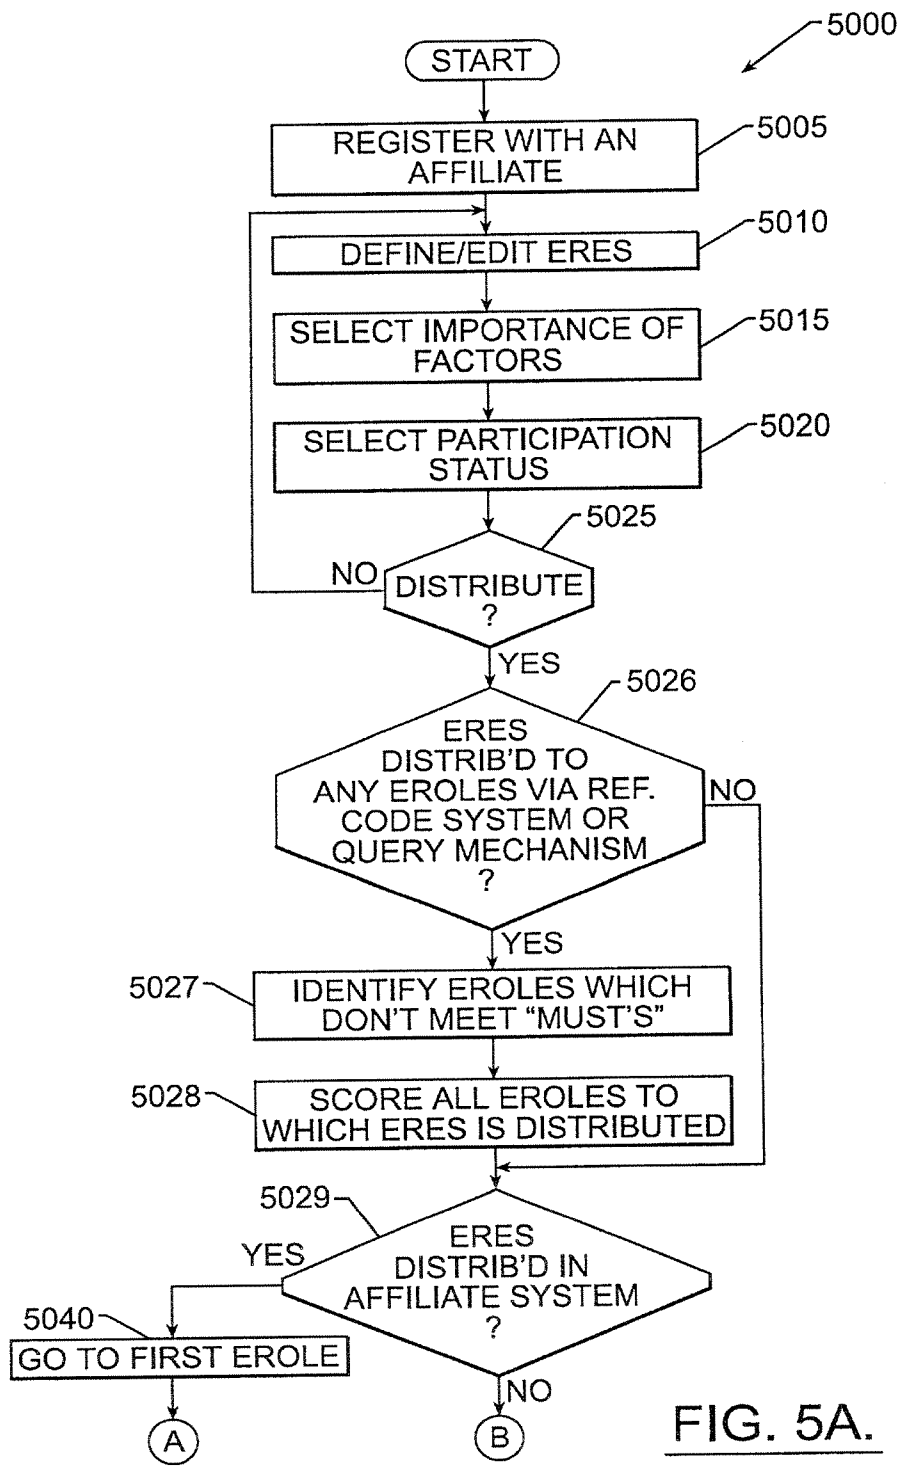 5000
START
REGISTER WITH AN
AFFILIATE
5005
DEFINE/EDIT ERES
5010
SELECT IMPORTANCE OF
FACTORS
5015
SELECT PARTICIPATION
STATUS
5020
5025
NO
DISTRIBUTE
?
YES
5026
ERES
DISTRIB'D TO
ANY EROLES VIA REF.
CODE SYSTEM OR
QUERY MECHANISM
?
NO
YES
5027
IDENTIFY EROLES WHICH
DON'T MEET “MUST'S”
5028
SCORE ALL EROLES TO
WHICH ERES IS DISTRIBUTED
5029
YES
ERES
DISTRIB'D IN
AFFILIATE SYSTEM
?
5040
GO TO FIRST EROLE
NO
A
B
FIG. 5A.